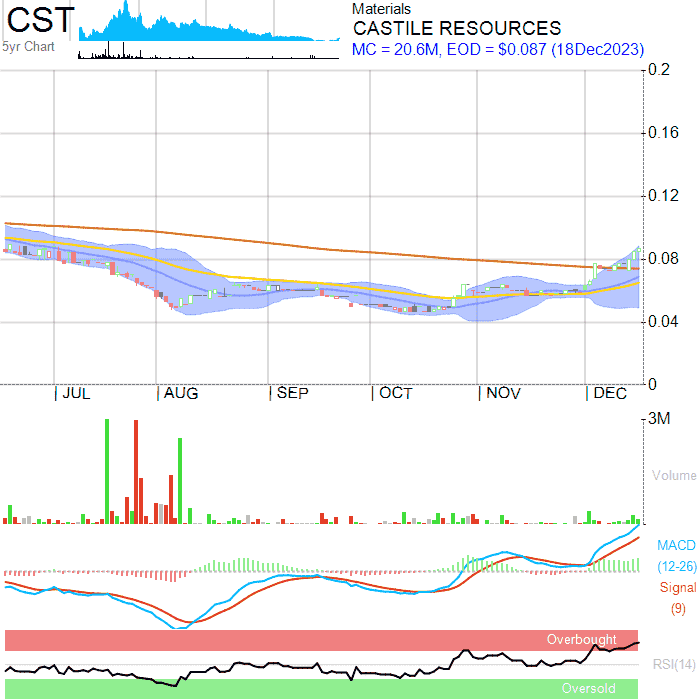 CST
5yr Chart
Materials
CASTILE RESOURCES
MC = 20.6M, EOD = $0.087 (18Dec2023)
0.2
0.16
0.12
0.08
0.04
0
JUL AUG SEP OCT NOV DEC
3M
Volume
MACD
(12-26)
Signal
(9)
Overbought
RSI(14)
Oversold